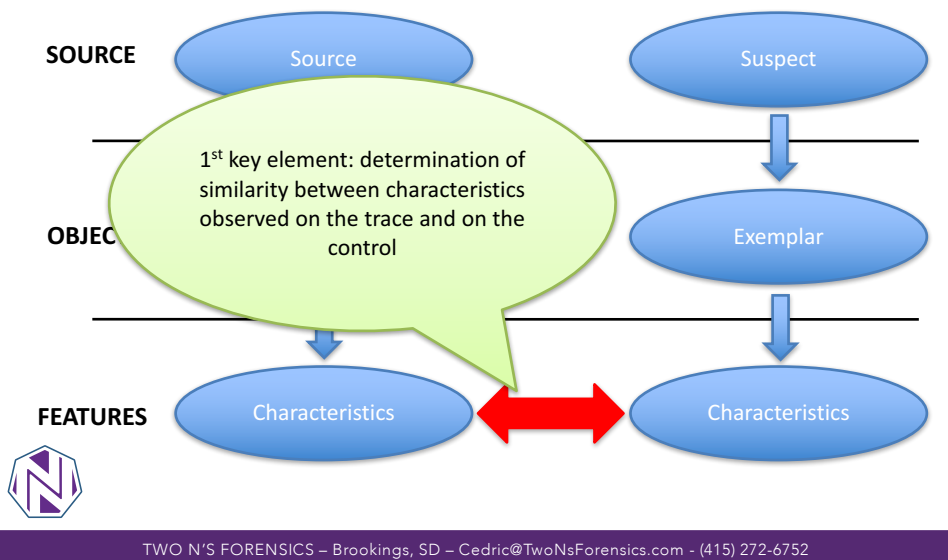 SOURCE
Source
Suspect
1st key element: determination of
similarity between characteristics
observed on the trace and on the
control
OBJEC
Exemplar
FEATURES
Characteristics
Characteristics
TWO N'S FORENSICS – Brookings, SD – Cedric@TwoNsForensics.com - (415) 272-6752